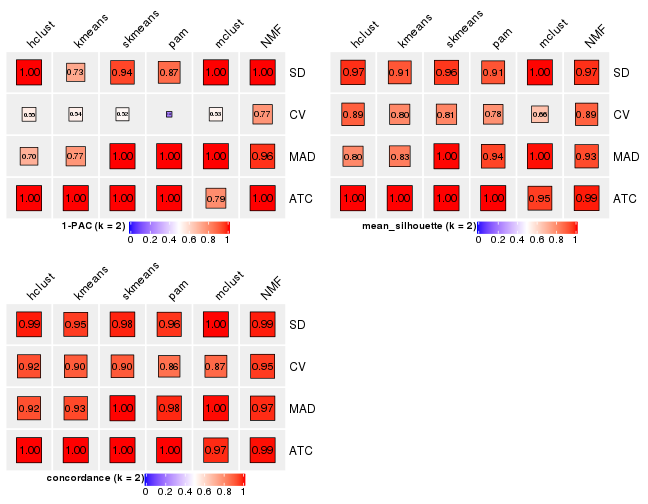 hclust kmeans skmeans pam mclust NMF
1.00 0.73 0.94 0.87 1.00 1.00 SD
0.55 0.54 0.52 0.53 0.77 CV
0.70 0.77 1.00 1.00 1.00 0.96 MAD
1.00 1.00 1.00 1.00 0.79 1.00 ATC
1-PAC (k = 2)
0 0.2 0.4 0.6 0.8 1
hclust kmeans skmeans pam mclust NMF
0.97 0.91 0.96 0.91 1.00 0.97 SD
0.89 0.80 0.81 0.78 0.66 0.89 CV
0.80 0.83 1.00 0.94 1.00 0.93 MAD
1.00 1.00 1.00 1.00 0.95 0.99 ATC
mean_silhouette (k = 2)
0 0.2 0.4 0.6 0.8 1
hclust kmeans skmeans pam mclust NMF
0.99 0.95 0.98 0.96 1.00 0.99 SD
0.92 0.90 0.90 0.86 0.87 0.95 CV
0.92 0.93 1.00 0.98 1.00 0.97 MAD
1.00 1.00 1.00 1.00 0.97 0.99 ATC
concordance (k = 2)
0 0.2 0.4 0.6 0.8 1